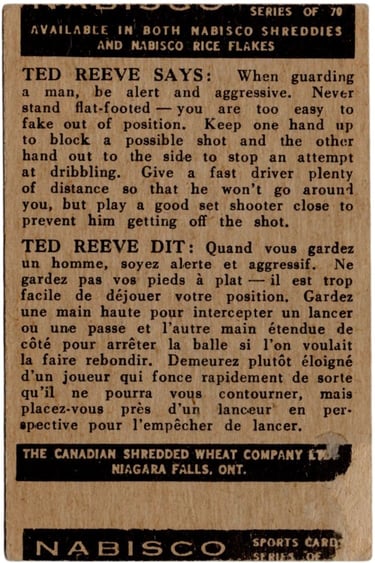 NABISCO SERIES OF 70
AVAILABLE IN BOTH NABISCO SHREDDIES
AND NABISCO RICE FLAKES
TED REEVE SAYS: When guarding
a man, be alert and aggressive. Never
stand flat-footed — you are too easy to
fake out of position. Keep one hand up
to block a possible shot and the other
hand out to the side to stop an attempt
at dribbling. Give a fast driver plenty
of distance so that he won't go around
you, but play a good set shooter close to
prevent him getting off the shot.
TED REEVE DIT: Quand vous gardez
un homme, soyez alerte et aggressif. Ne
gardez pas vos pieds à plat — il est trop
facile de déjouer votre position. Gardez
une main haute pour intercepter un lancer
ou une passe et l'autre main étendue de
côté pour arrêter la balle si l'on voulait
la faire rebondir. Demeurez plutôt éloigné
d'un joueur qui fonce rapidement de sorte
qu'il ne pourra vous contourner, mais
placez-vous près d'un lanceur en per-
spective pour l'empêcher de lancer.
THE CANADIAN SHREDDED WHEAT COMPANY LTD.
NIAGARA FALLS, ONT.
NABISCO SPORTS CARDS
SERIES OF